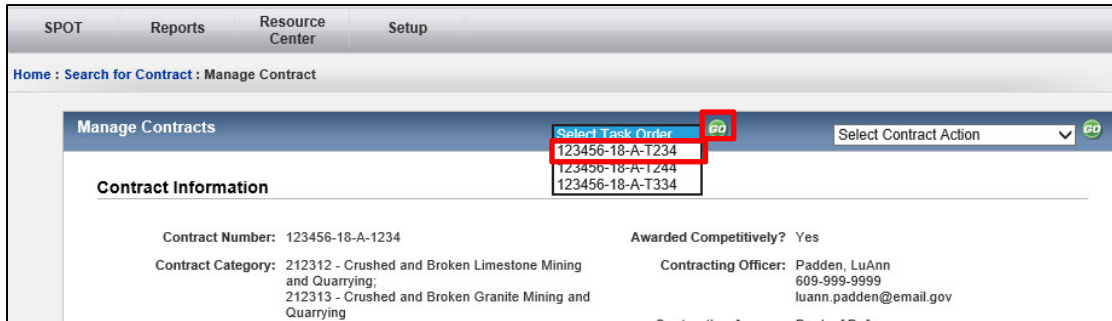 SPOT Reports Resource Center Setup
Home : Search for Contract : Manage Contract
Manage Contracts
Select Task Order GO
Select Contract Action GO
123456-18-A-T234
123456-18-A-T244
123456-18-A-T334
Contract Information
Contract Number: 123456-18-A-1234
Awarded Competitively? Yes
Contract Category: 212312 - Crushed and Broken Limestone Mining
and Quarrying;
212313 - Crushed and Broken Granite Mining and
Quarrying
Contracting Officer: Padden, LuAnn
609-999-9999
luann.padden@email.gov